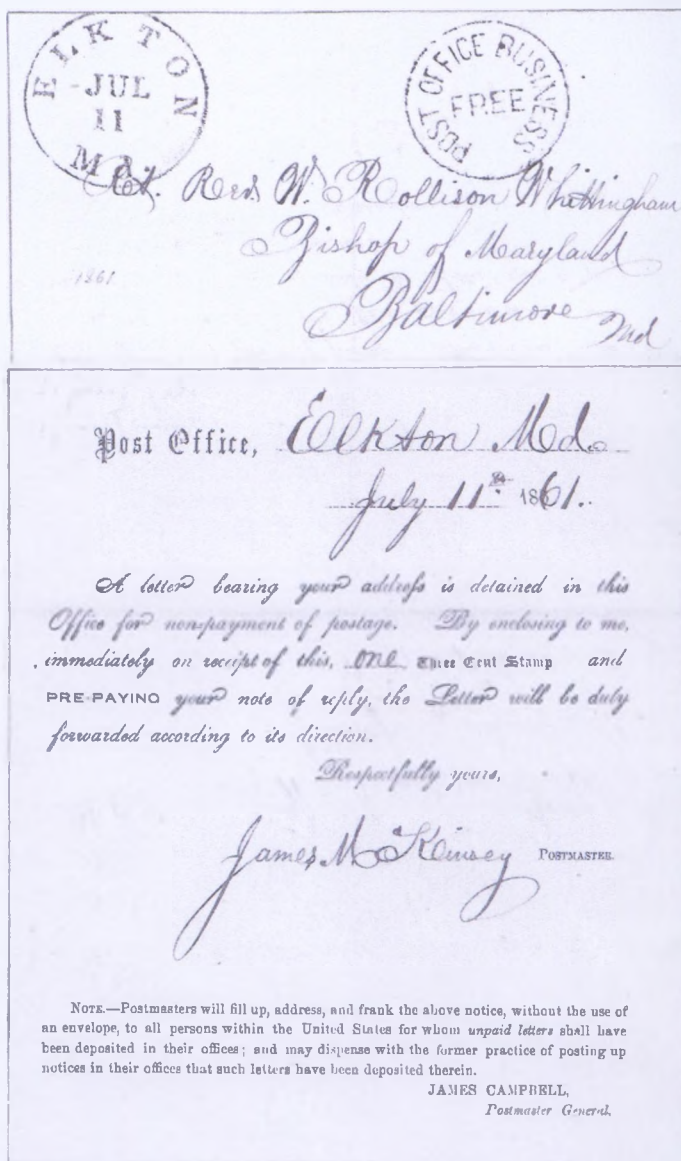 ELKTON
JUL
11
MD.
POST OFFICE BUSINESS
FREE
Rt. Revd W. Rollison Whittingham
Bishop of Maryland
1861
Baltimore
Md
Post Office, Elkton Md.
July 11th 1861.
A letter bearing your address is detained in this
Office for non-payment of postage. By enclosing to me,
immediately on receipt of this, one Three Cent Stamp and
PRE-PAYING your note of reply, the Letter will be duly
forwarded according to its direction.
Respectfully yours,
James McKinsey POSTMASTER.
NOTE.—Postmasters will fill up, address, and frank the above notice, without the use of
an envelope, to all persons within the United States for whom unpaid letters shall have
been deposited in their offices; and may dispense with the former practice of posting up
notices in their offices that such letters have been deposited therein.
JAMES CAMPBELL,
Postmaster General.